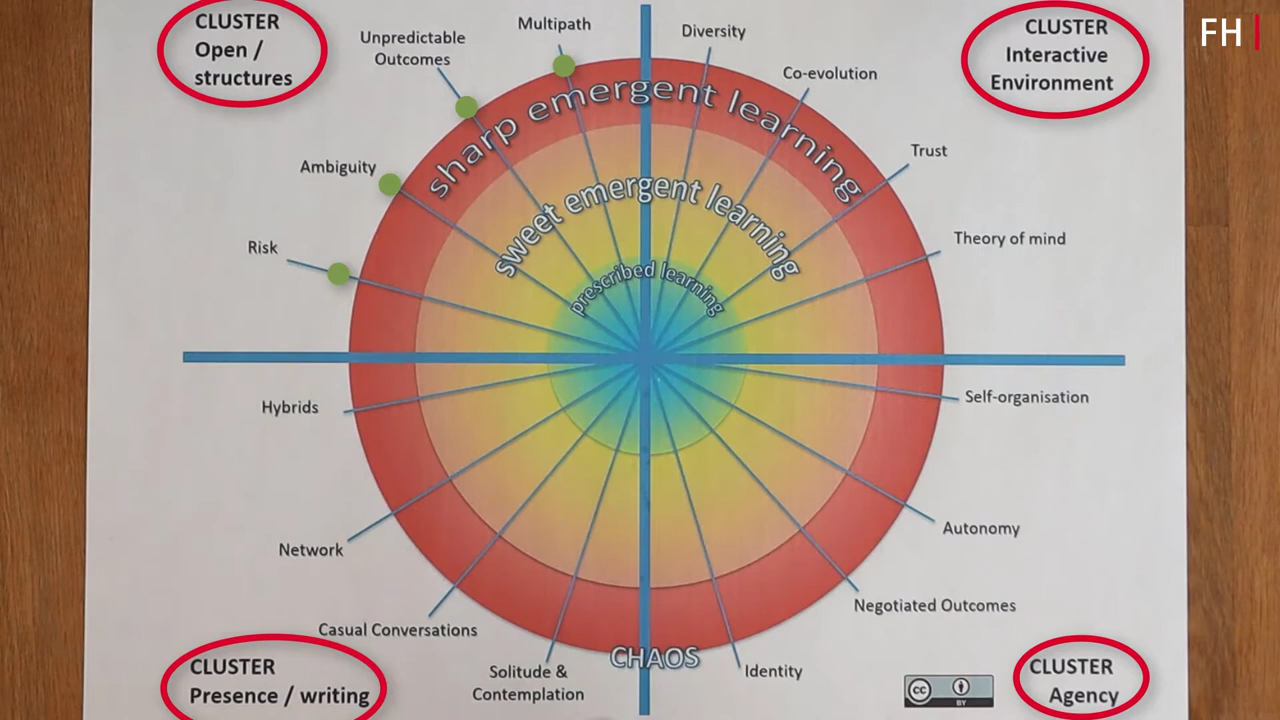 CLUSTER
Open /
structures
Multipath
Diversity
CLUSTER
Interactive
Environment
FH
Unpredictable
Outcomes
Co-evolution
Ambiguity
Trust
Risk
Theory of mind
sharp emergent learning
sweet emergent learning
prescribed learning
Hybrids
Self-organisation
Network
Autonomy
Casual Conversations
Negotiated Outcomes
Solitude &
Contemplation
CHAOS
Identity
CLUSTER
Presence / writing
CLUSTER
Agency
cc
BY